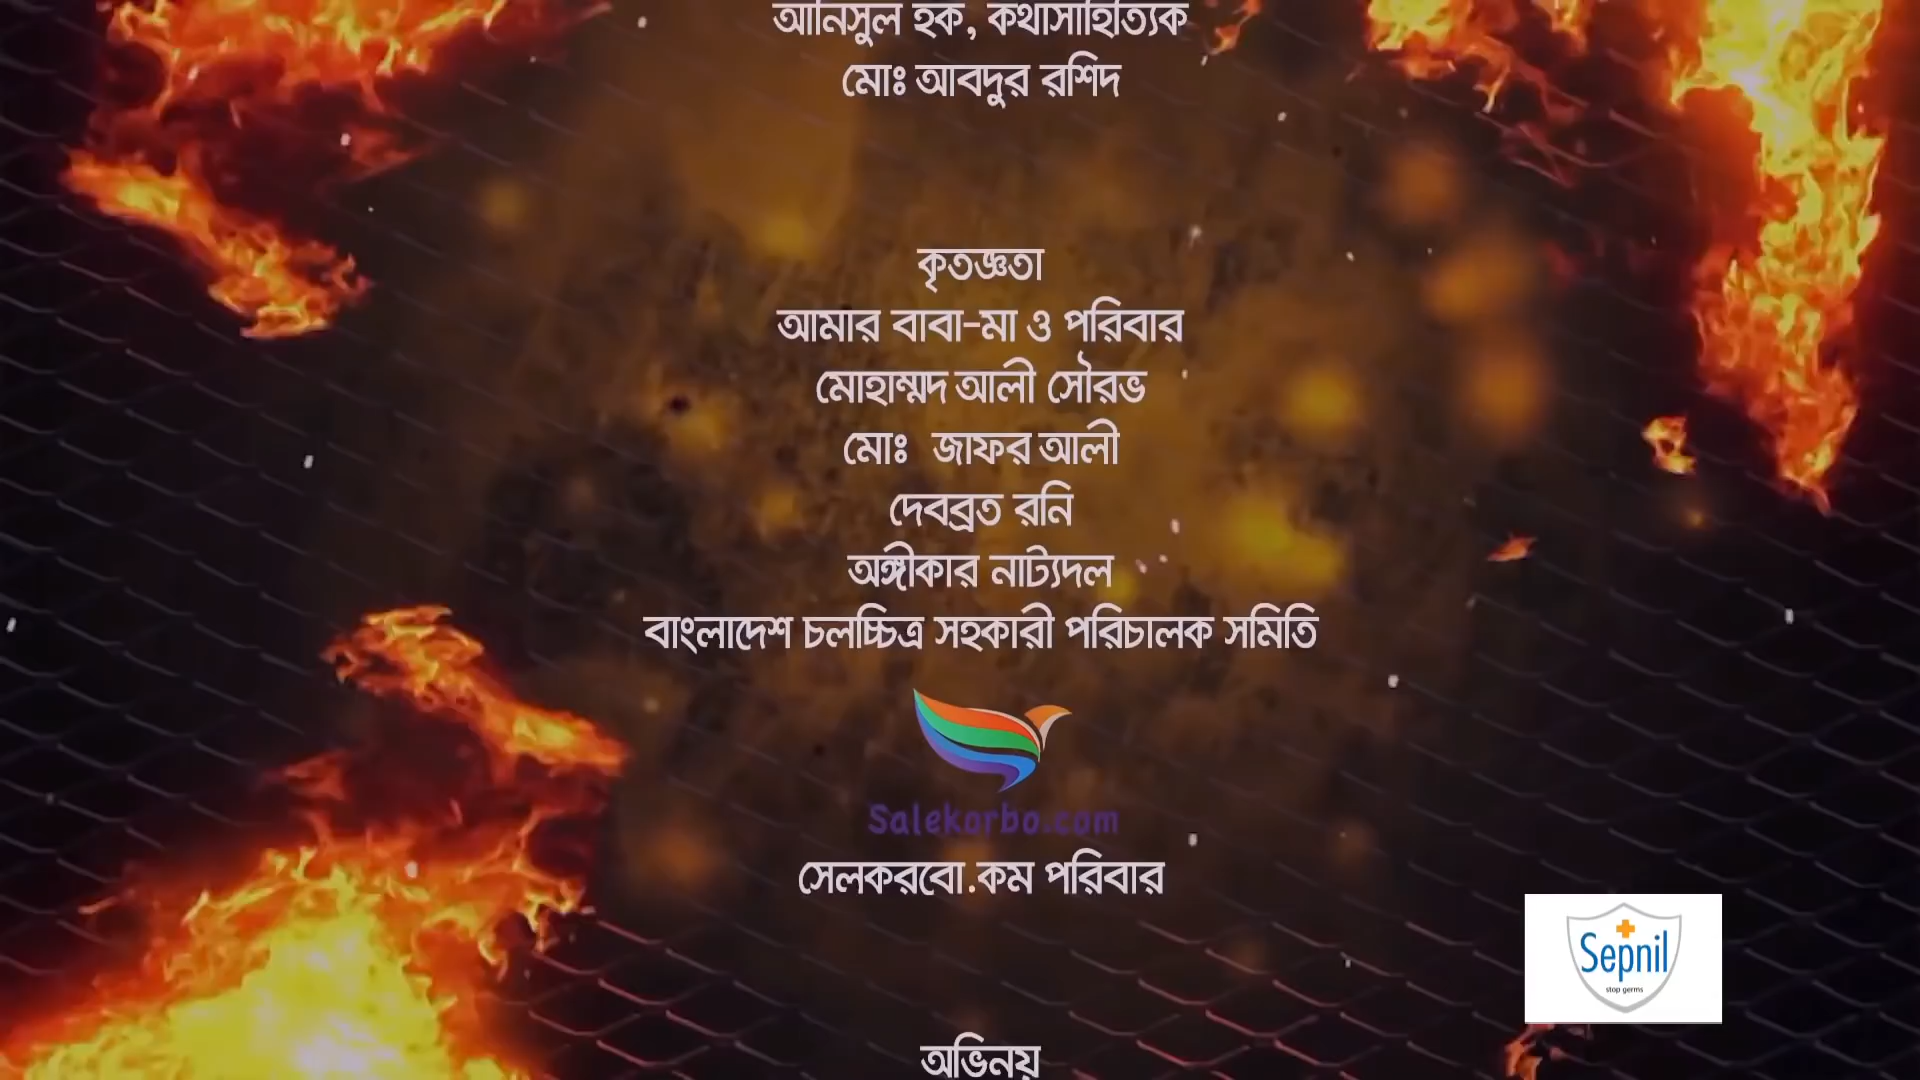 আনিসুল হক, কথাসাহিত্যিক
মোঃ আবদুর রশিদ
কৃতজ্ঞতা
আমার বাবা-মা ও পরিবার
মোহাম্মদ আলী সৌরভ
মোঃ জাফর আলী
দেবব্রত রনি
অঙ্গীকার নাট্যদল
বাংলাদেশ চলচ্চিত্র সহকারী পরিচালক সমিতি
Salekorbo.com
সেলকরবো.কম পরিবার
Sepnil
stop germs
অভিনয়